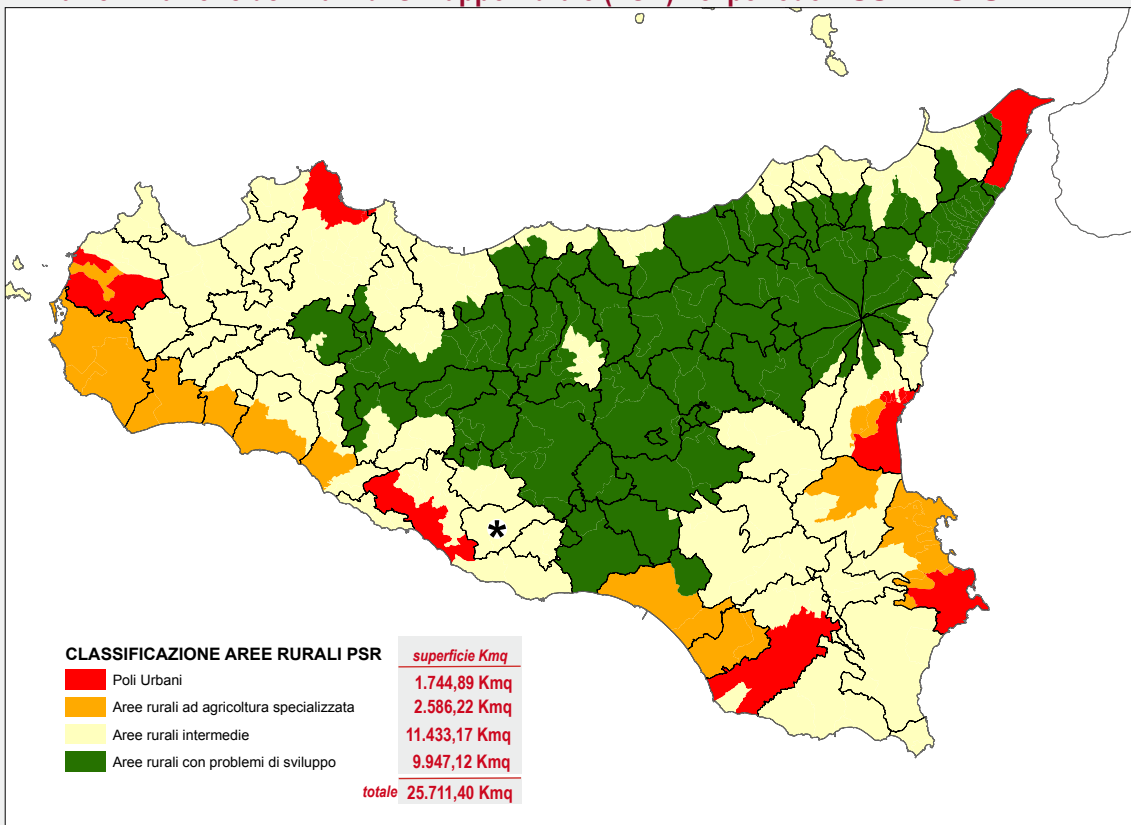 CLASSIFICAZIONE AREE RURALI PSR
superficie Kmq
Poli Urbani
1.744,89 Kmq
Aree rurali ad agricoltura specializzata
2.586,22 Kmq
Aree rurali intermedie
11.433,17 Kmq
Aree rurali con problemi di sviluppo
9.947,12 Kmq
totale 25.711,40 Kmq
*